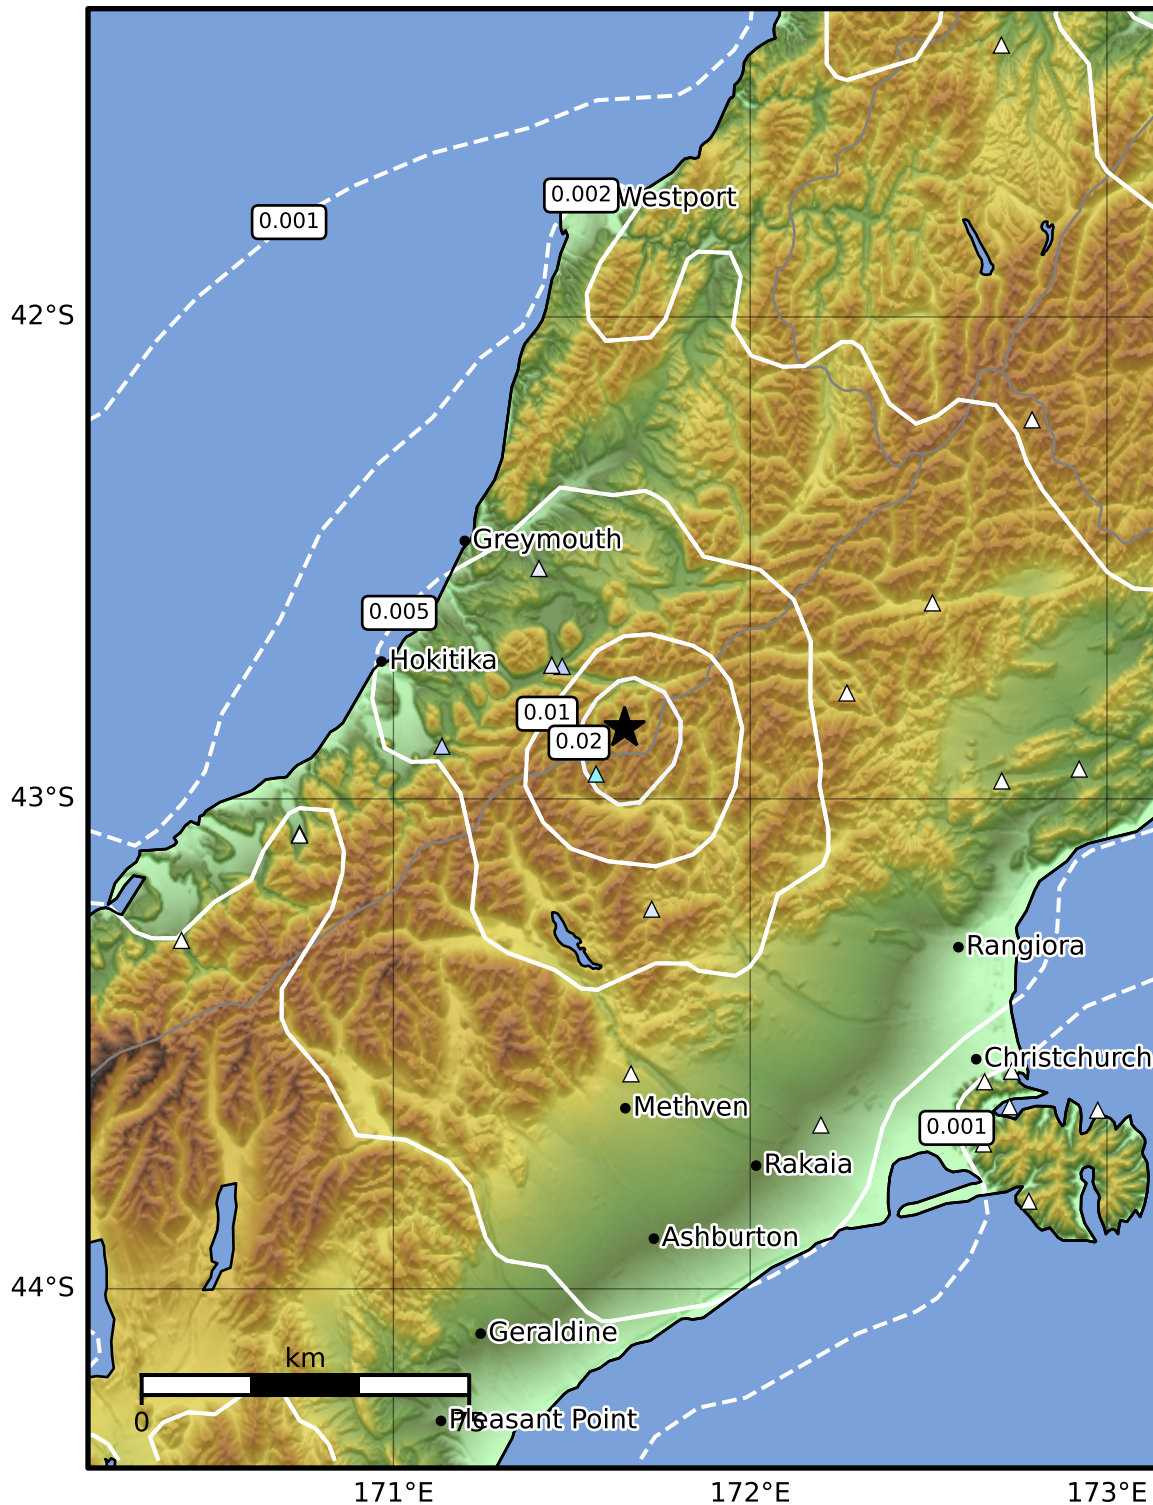 0.002
Westport
0.001
42°S
Greymouth
0.005
Hokitika
0.01
0.02
43°S
Rangiora
Christchurch
Methven
0.001
Rakaia
Ashburton
44°S
Geraldine
km
0
75
Pleasant Point
171°E
172°E
173°E